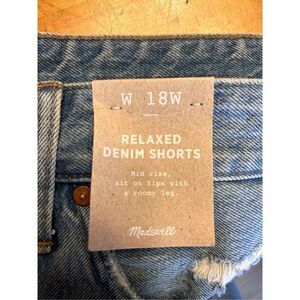 W 18W
RELAXED
DENIM SHORTS
Mid rise,
sit on hips with
a roomy leg.
Madewell